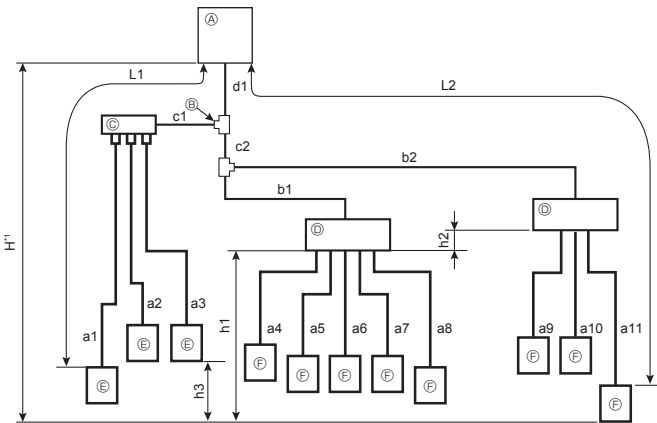 Ⓐ
L1
d1
L2
Ⓑ
Ⓒ
c1
c2
b2
b1
Ⓓ
Ⓓ
h2
H*1
h1
a1
a2
a3
a4
a5
a6
a7
a8
a9
a10
a11
Ⓔ
Ⓔ
Ⓔ
Ⓕ
Ⓕ
Ⓕ
Ⓕ
Ⓕ
Ⓕ
Ⓕ
Ⓕ
h3